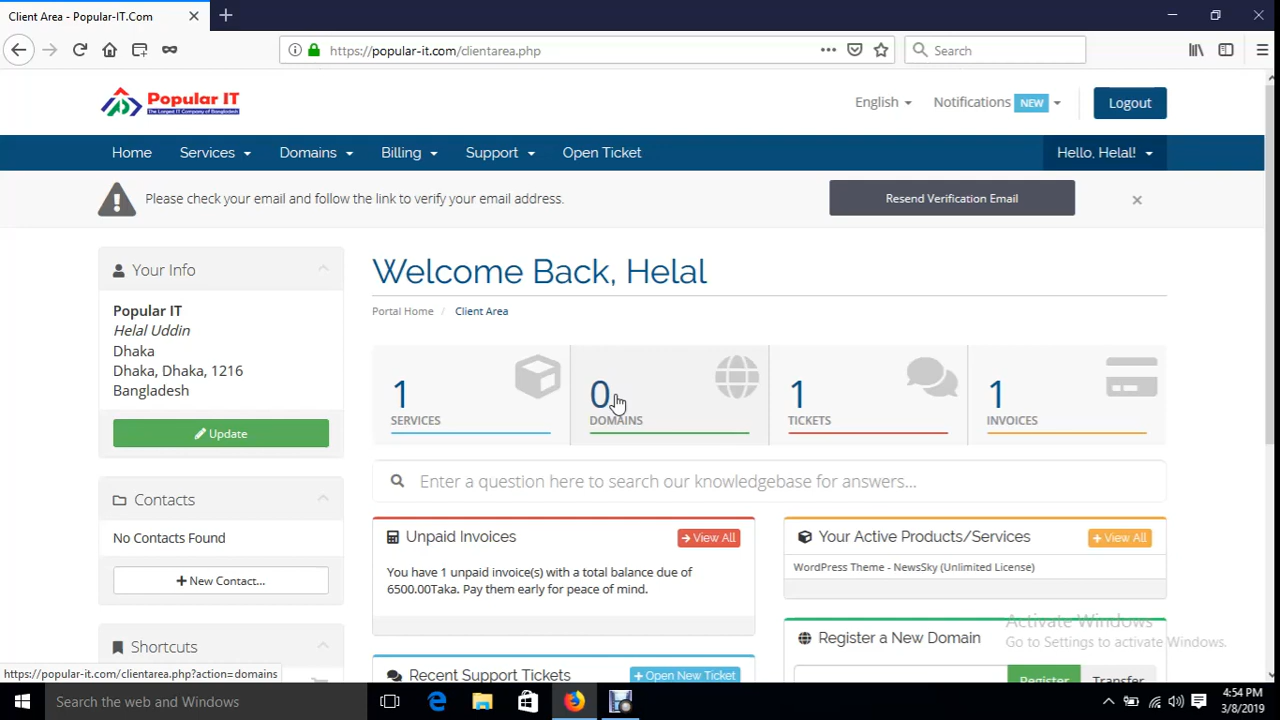 Client Area - Popular-IT.Com
https://popular-it.com/clientarea.php
Search
Popular IT
The Largest IT Company of Bangladesh
English
Notifications NEW
Logout
Home Services Domains Billing Support Open Ticket Hello, Helal!
Please check your email and follow the link to verify your email address.
Resend Verification Email
Your Info
Popular IT
Helal Uddin
Dhaka
Dhaka, Dhaka, 1216
Bangladesh
Update
Contacts
No Contacts Found
New Contact...
Shortcuts
Welcome Back, Helal
Portal Home / Client Area
1
SERVICES
0
DOMAINS
1
TICKETS
1
INVOICES
Enter a question here to search our knowledgebase for answers...
Unpaid Invoices
View All
You have 1 unpaid invoice(s) with a total balance due of
6500.00Taka. Pay them early for peace of mind.
Your Active Products/Services
View All
WordPress Theme - NewsSky (Unlimited License)
Recent Support Tickets
Open New Ticket
Register a New Domain
Register
Transfer
Activate Windows
Go to Settings to activate Windows.
https://popular-it.com/clientarea.php?action=domains
Search the web and Windows
4:54 PM
3/8/2019